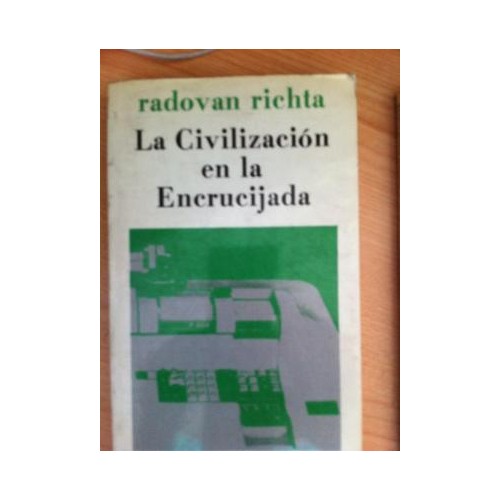 radovan richta
La Civilización
en la
Encrucijada